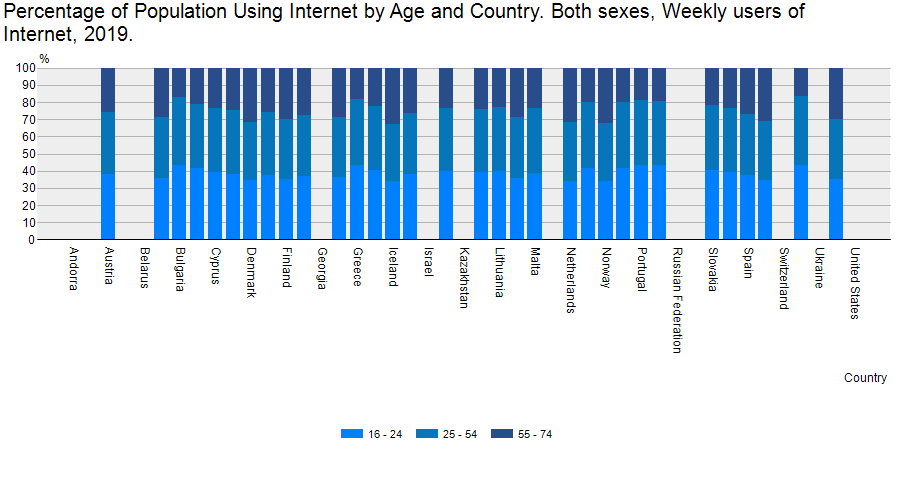 Percentage of Population Using Internet by Age and Country. Both sexes, Weekly users of
Internet, 2019.
%
100
90
80
70
60
50
40
30
20
10
0
Andorra
Austria
Belarus
Bulgaria
Cyprus
Denmark
Finland
Georgia
Greece
Iceland
Israel
Kazakhstan
Lithuania
Malta
Netherlands
Norway
Portugal
Russian Federation
Slovakia
Spain
Switzerland
Ukraine
United States
Country
16 - 24
25 - 54
55 - 74